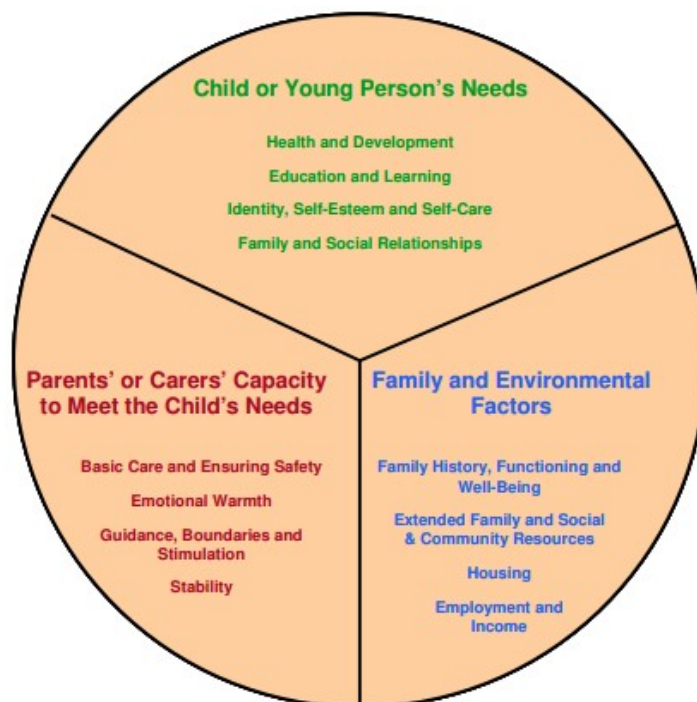 Child or Young Person's Needs
Health and Development
Education and Learning
Identity, Self-Esteem and Self-Care
Family and Social Relationships
Parents' or Carers' Capacity
to Meet the Child's Needs
Basic Care and Ensuring Safety
Emotional Warmth
Guidance, Boundaries and
Stimulation
Stability
Family and Environmental
Factors
Family History, Functioning and
Well-Being
Extended Family and Social
& Community Resources
Housing
Employment and
Income